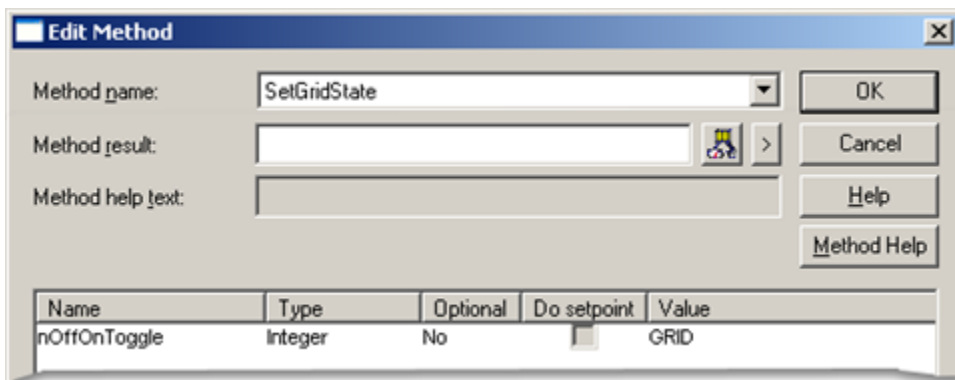 Edit Method
Method name: SetGridState OK
Method result: > Cancel
Method help text: Help
Method Help
Name Type Optional Do setpoint Value
nOffOnToggle Integer No GRID